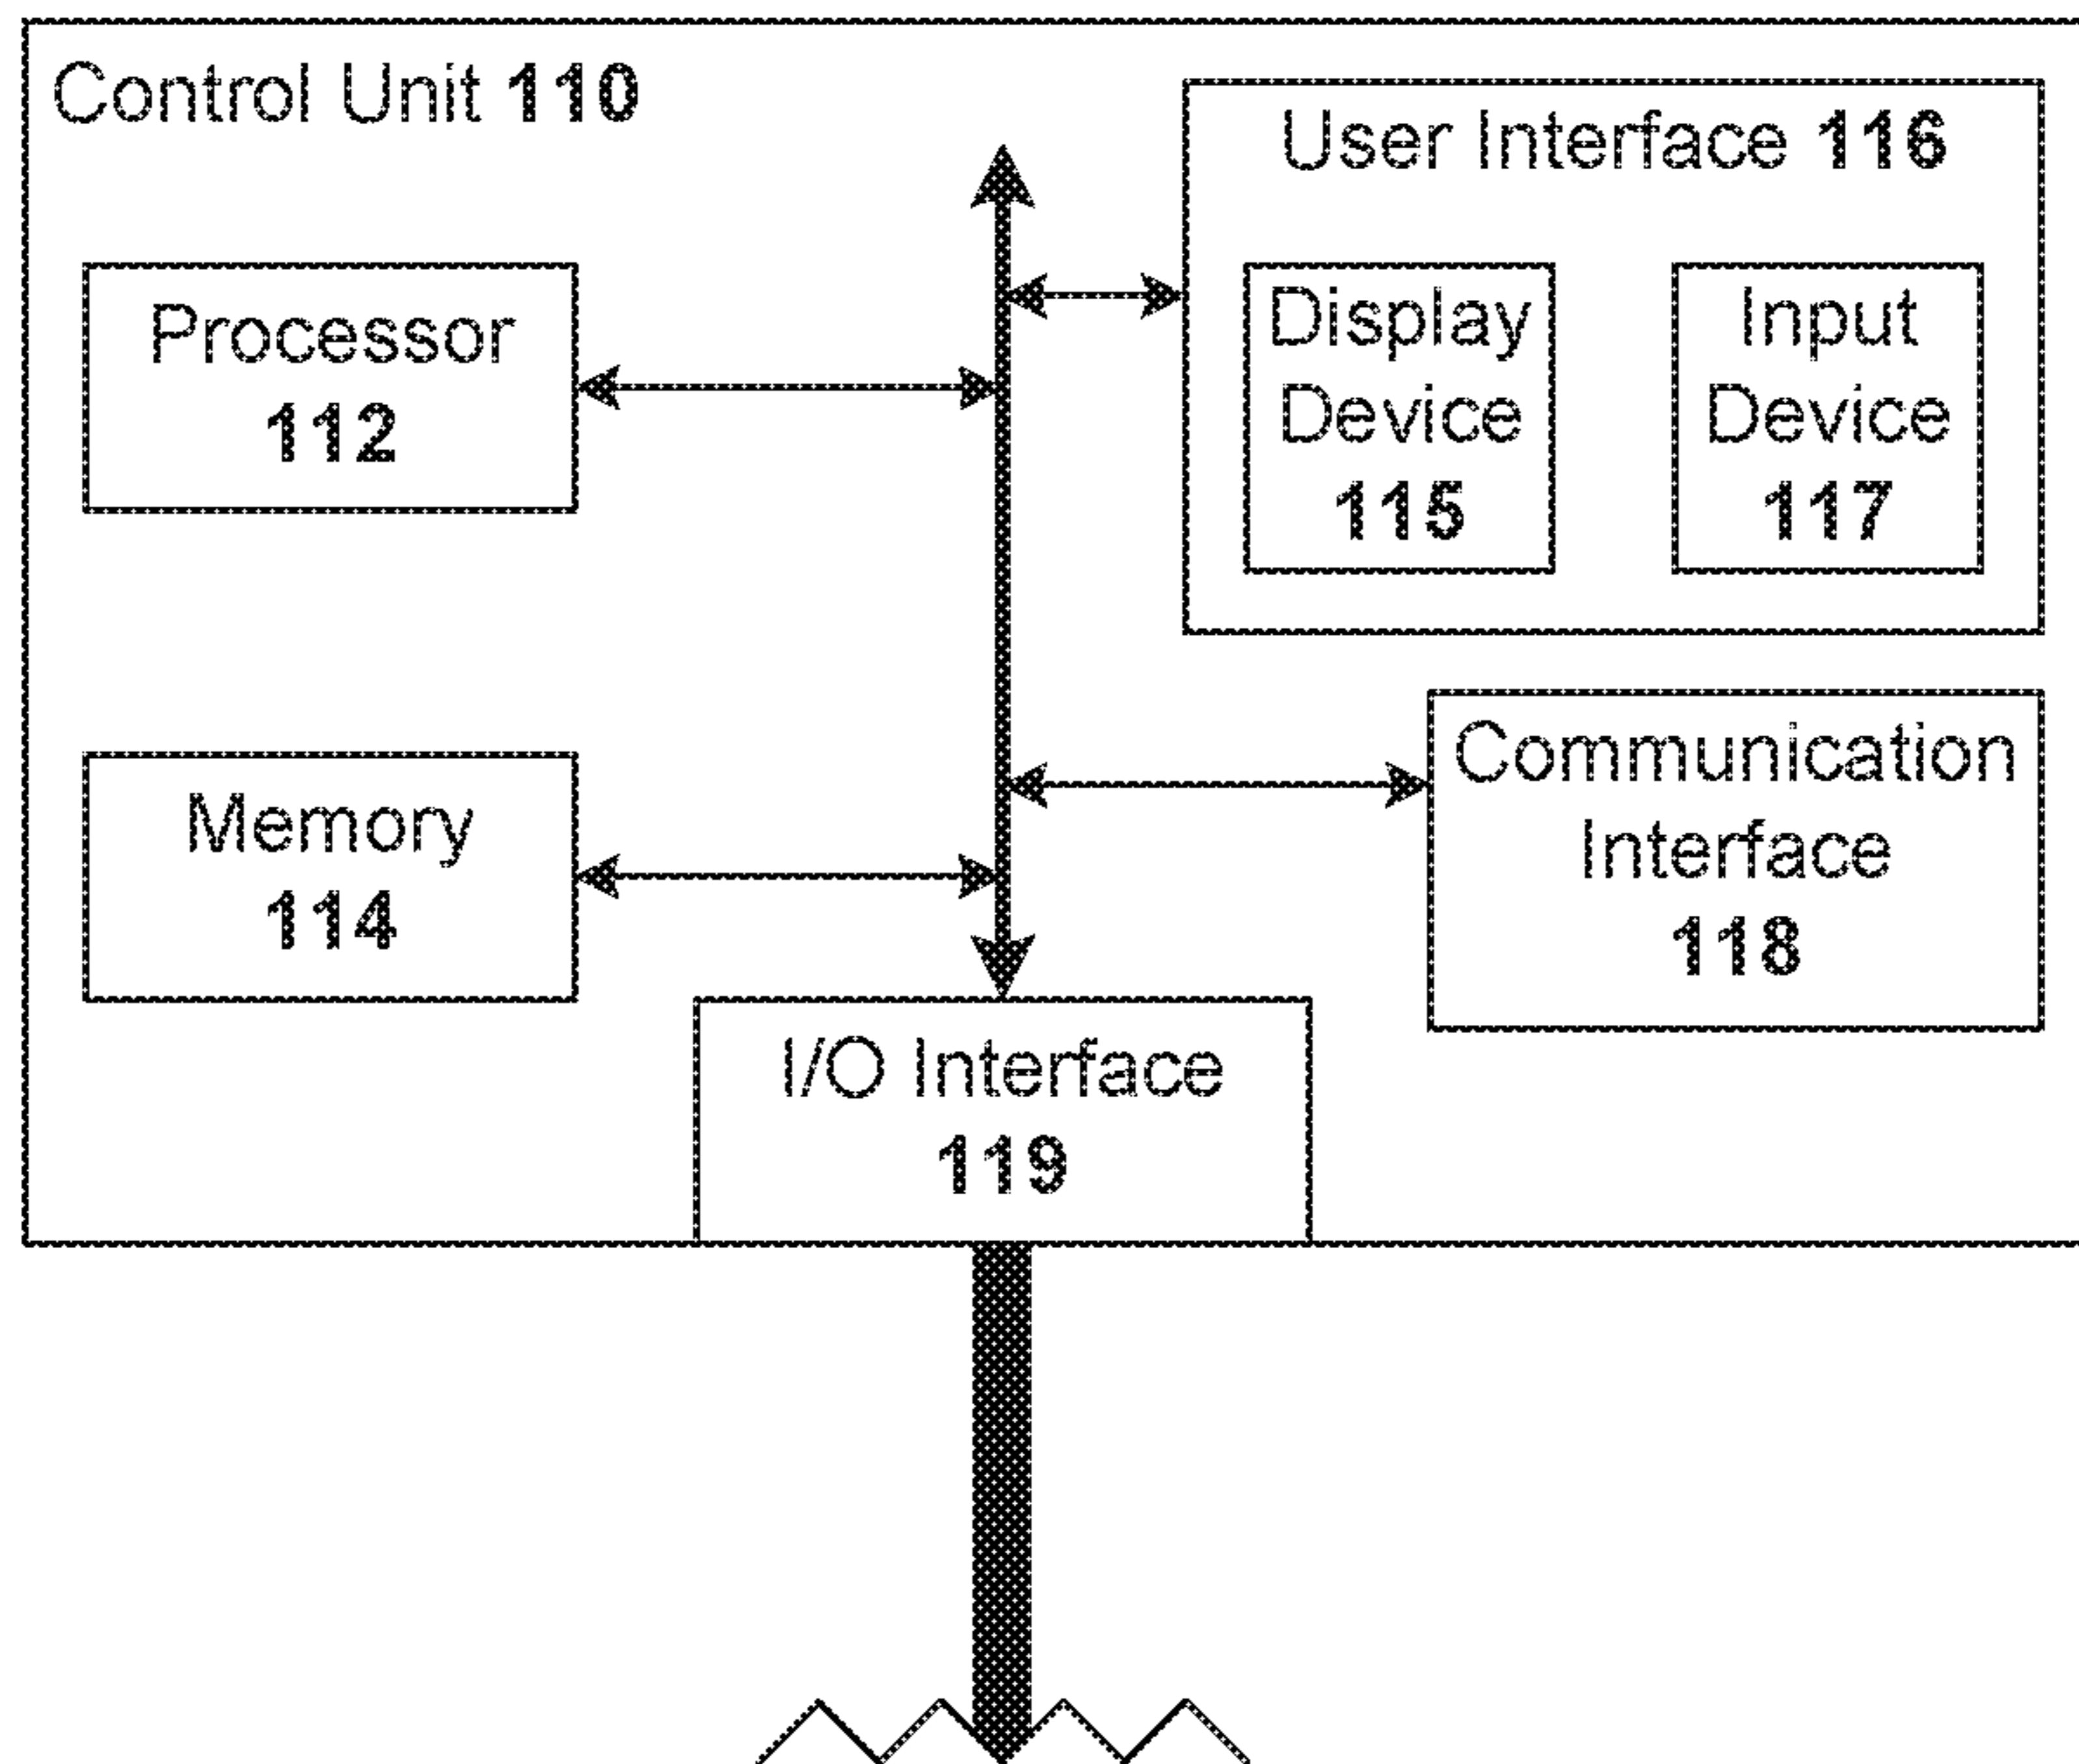 Control Unit 110
User Interface 116
Processor
112
Display
Device
115
Input
Device
117
Memory
114
Communication
Interface
118
I/O Interface
119